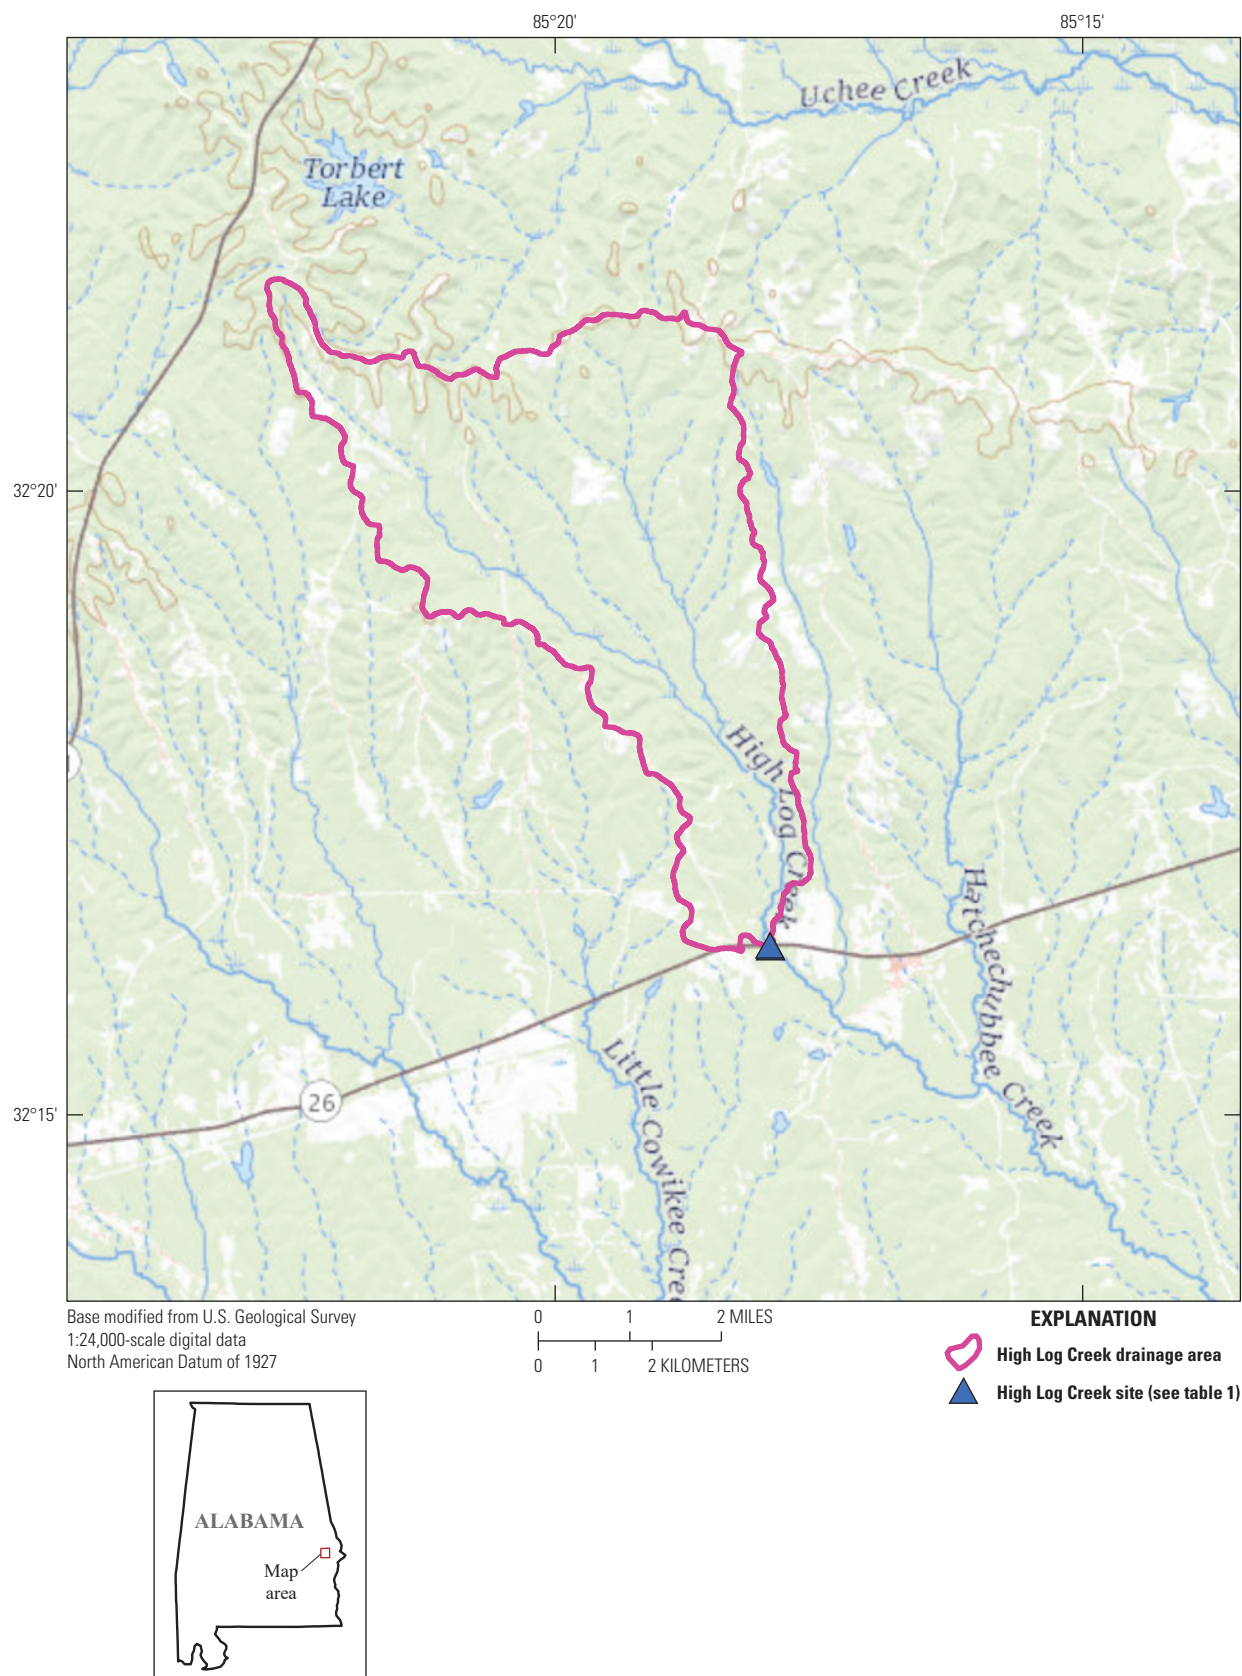 85°20'
85°15'
Uchee Creek
Torbert
Lake
32°20'
High Log Creek
Hatchechubbee Creek
Little Cowikee Cree
26
32°15'
Base modified from U.S. Geological Survey
1:24,000-scale digital data
North American Datum of 1927
0 1 2 MILES
0 1 2 KILOMETERS
EXPLANATION
High Log Creek drainage area
High Log Creek site (see table 1)
ALABAMA
Map
area